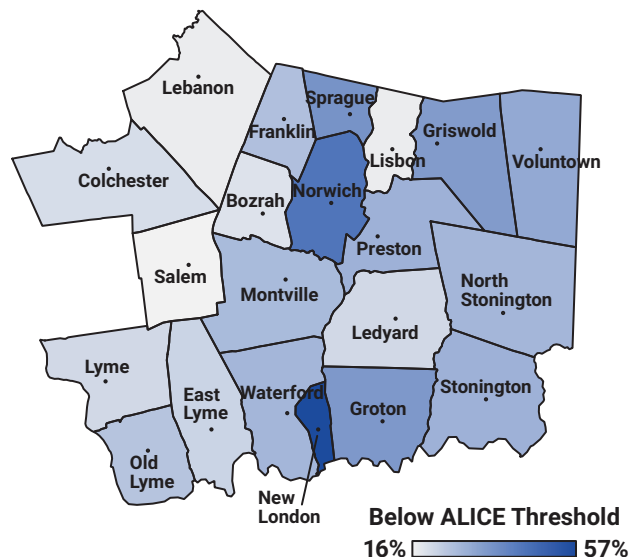 Lebanon
Sprague
Franklin
Griswold
Lisbon
Voluntown
Colchester
Bozrah
Norwich
Preston
Salem
Montville
North
Stonington
Ledyard
Lyme
East
Lyme
Waterford
Groton
Stonington
Old
Lyme
New
London
Below ALICE Threshold
16% 57%